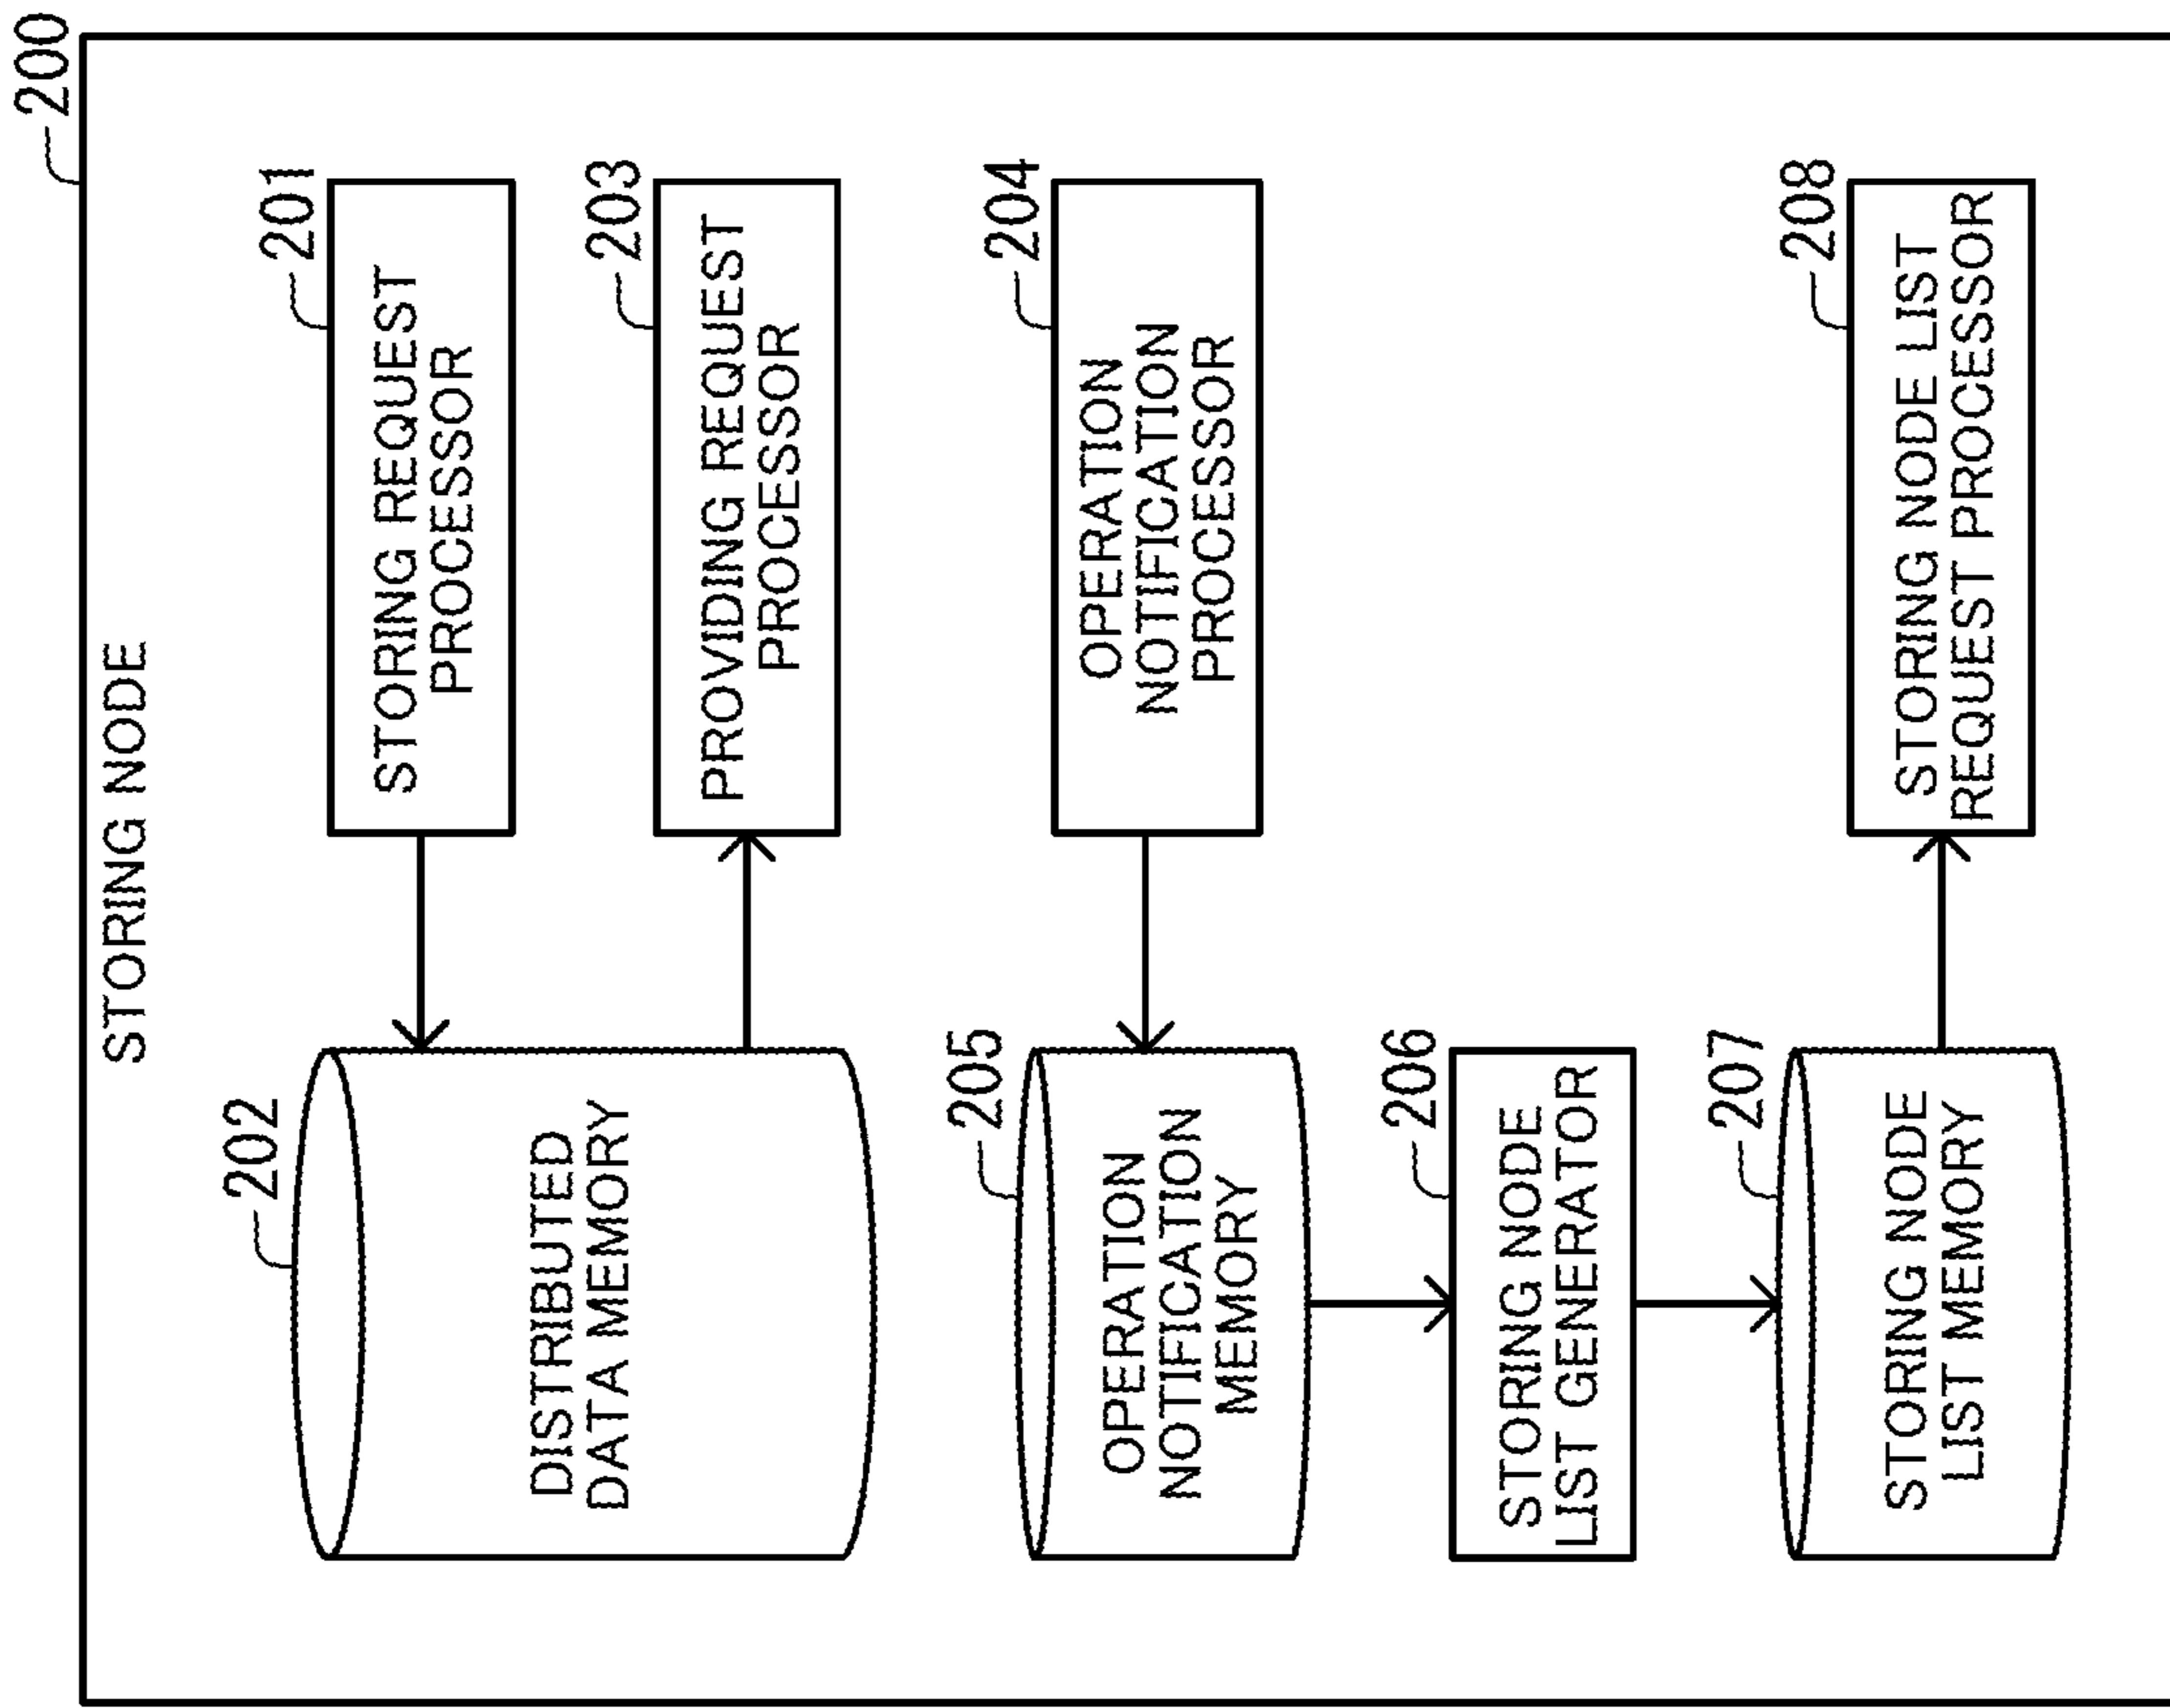 200
STORING NODE
202
DISTRIBUTED
DATA MEMORY
201
STORING REQUEST
PROCESSOR
203
PROVIDING REQUEST
PROCESSOR
205
OPERATION
NOTIFICATION
MEMORY
204
OPERATION
NOTIFICATION
PROCESSOR
206
STORING NODE
LIST GENERATOR
207
STORING NODE
LIST MEMORY
208
STORING NODE LIST
REQUEST PROCESSOR